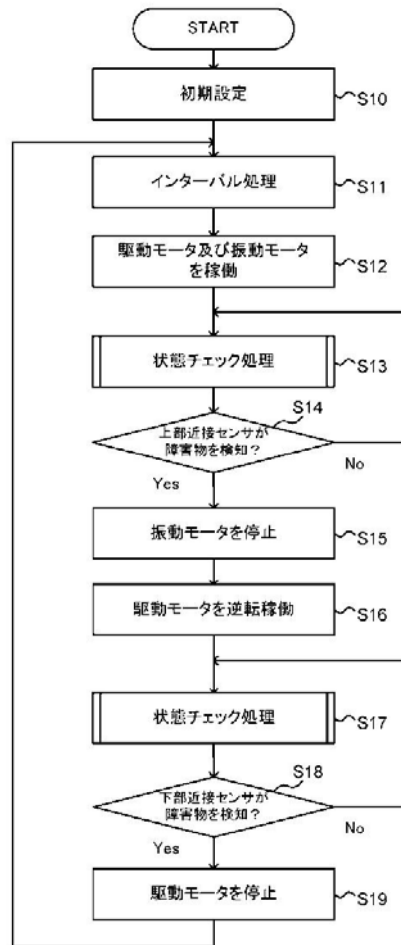 START
初期設定
S10
インターバル処理
S11
駆動モータ及び振動モータ
を稼働
S12
状態チェック処理
S13
S14
上部近接センサが
障害物を検知?
No
Yes
振動モータを停止
S15
駆動モータを逆転稼働
S16
状態チェック処理
S17
S18
下部近接センサが
障害物を検知?
No
Yes
駆動モータを停止
S19